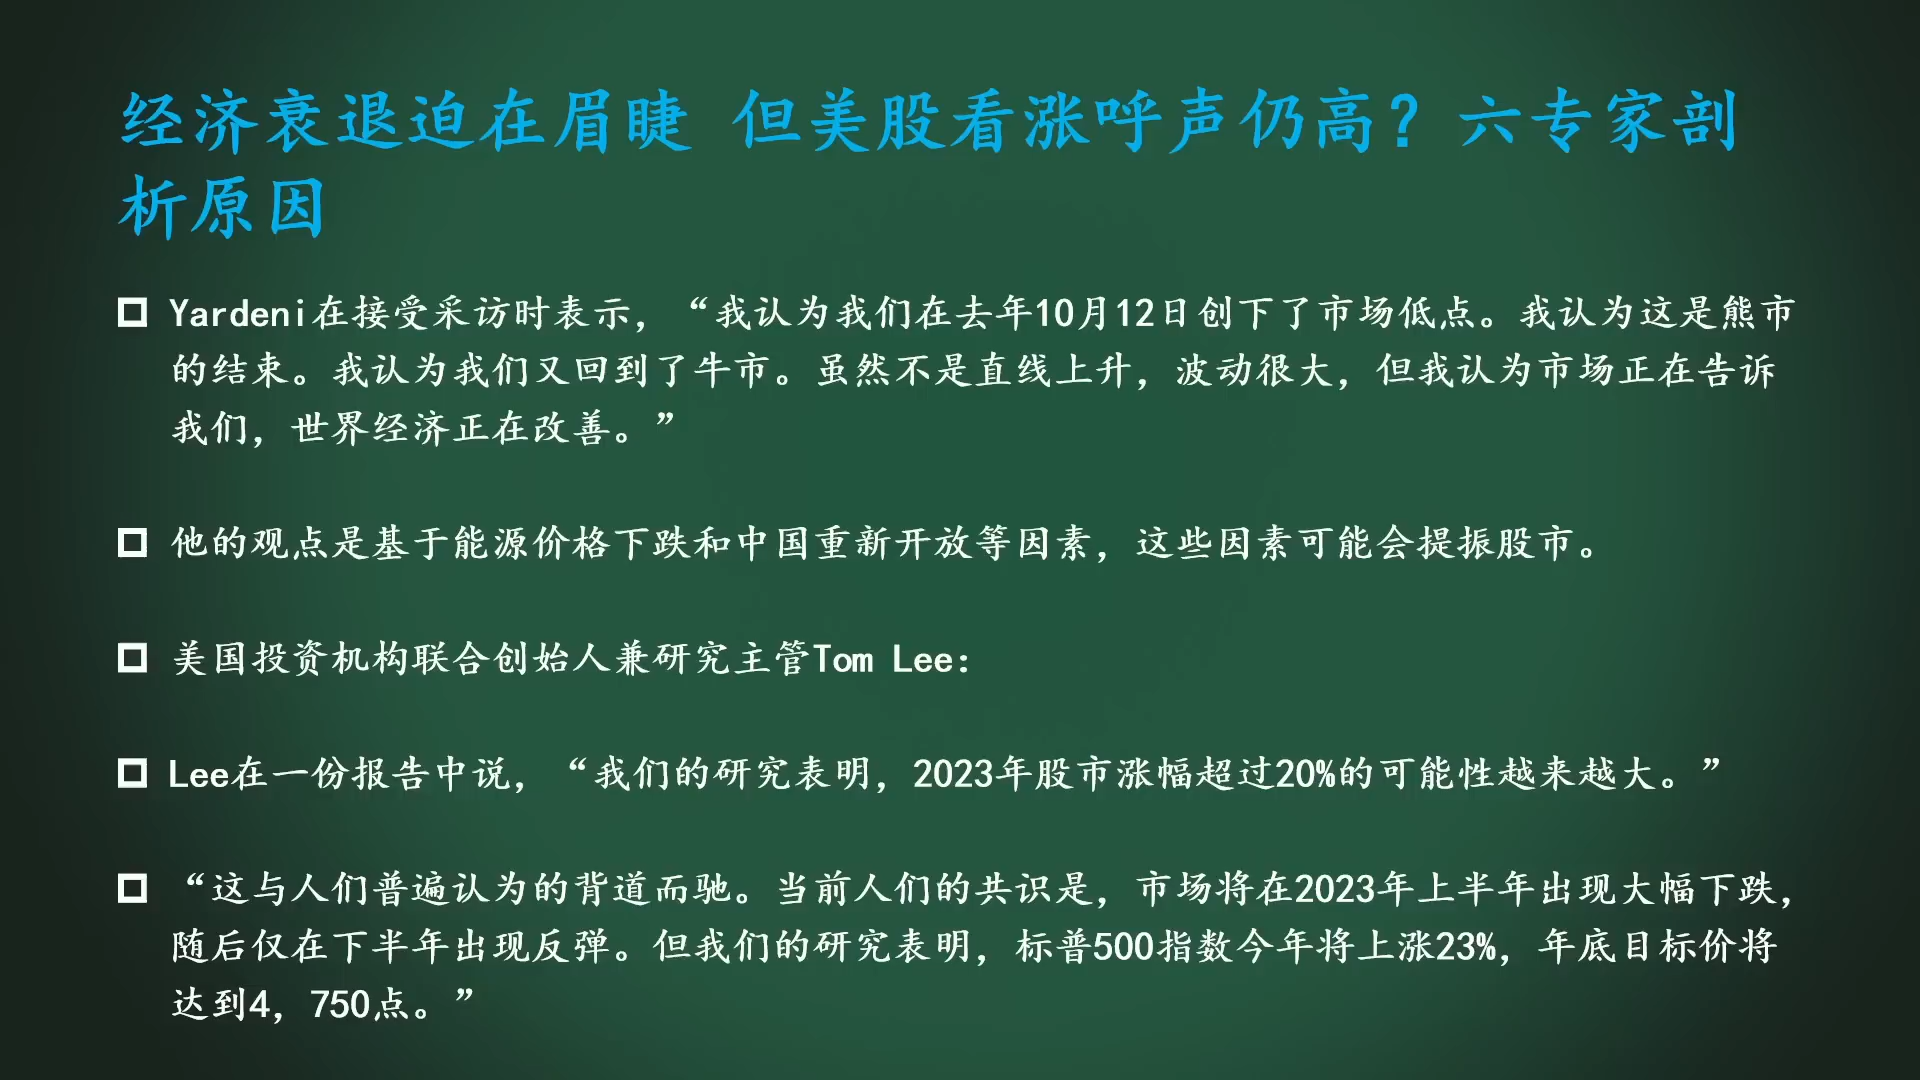 经济衰退迫在眉睫 但美股看涨呼声仍高？六专家剖
析原因
Yardeni在接受采访时表示，“我认为我们在去年10月12日创下了市场低点。我认为这是熊市
的结束。我认为我们又回到了牛市。虽然不是直线上升，波动很大，但我认为市场正在告诉
我们，世界经济正在改善。”
他的观点是基于能源价格下跌和中国重新开放等因素，这些因素可能会提振股市。
美国投资机构联合创始人兼研究主管Tom Lee：
Lee在一份报告中说，“我们的研究表明，2023年股市涨幅超过20%的可能性越来越大。”
“这与人们普遍认为的背道而驰。当前人们的共识是，市场将在2023年上半年出现大幅下跌，
随后仅在下半年出现反弹。但我们的研究表明，标普500指数今年将上涨23%，年底目标价将
达到4，750点。”